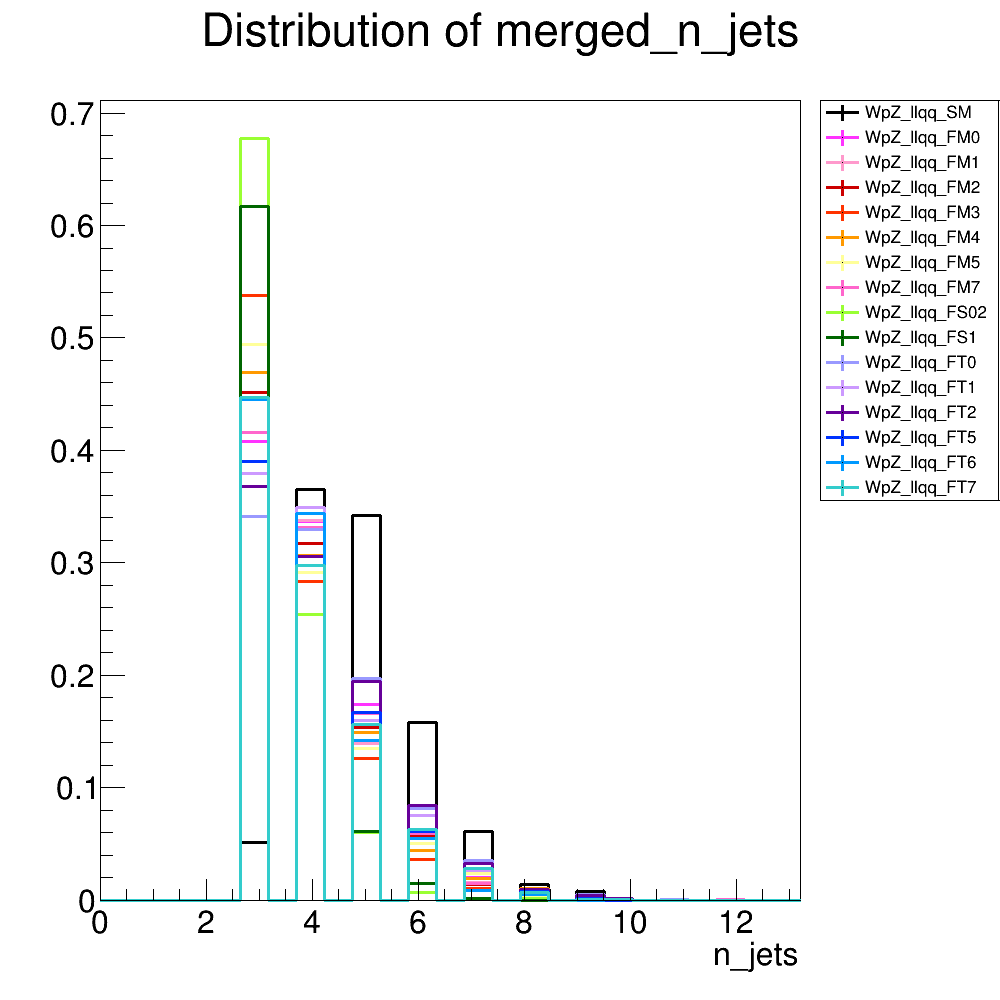 Distribution of merged_n_jets
0.7
0.6
0.5
0.4
0.3
0.2
0.1
0
0 2 4 6 8 10 12
n_jets
WpZ_llqq_SM
WpZ_llqq_FM0
WpZ_llqq_FM1
WpZ_llqq_FM2
WpZ_llqq_FM3
WpZ_llqq_FM4
WpZ_llqq_FM5
WpZ_llqq_FM7
WpZ_llqq_FS02
WpZ_llqq_FS1
WpZ_llqq_FT0
WpZ_llqq_FT1
WpZ_llqq_FT2
WpZ_llqq_FT5
WpZ_llqq_FT6
WpZ_llqq_FT7